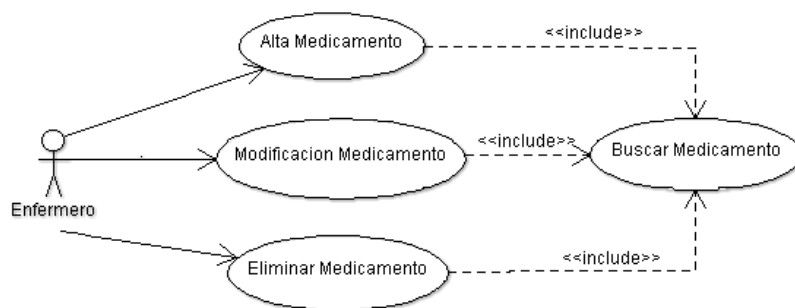 Alta Medicamento
<<include>>
Modificacion Medicamento
<<include>>
Buscar Medicamento
Enfermero
Eliminar Medicamento
<<include>>